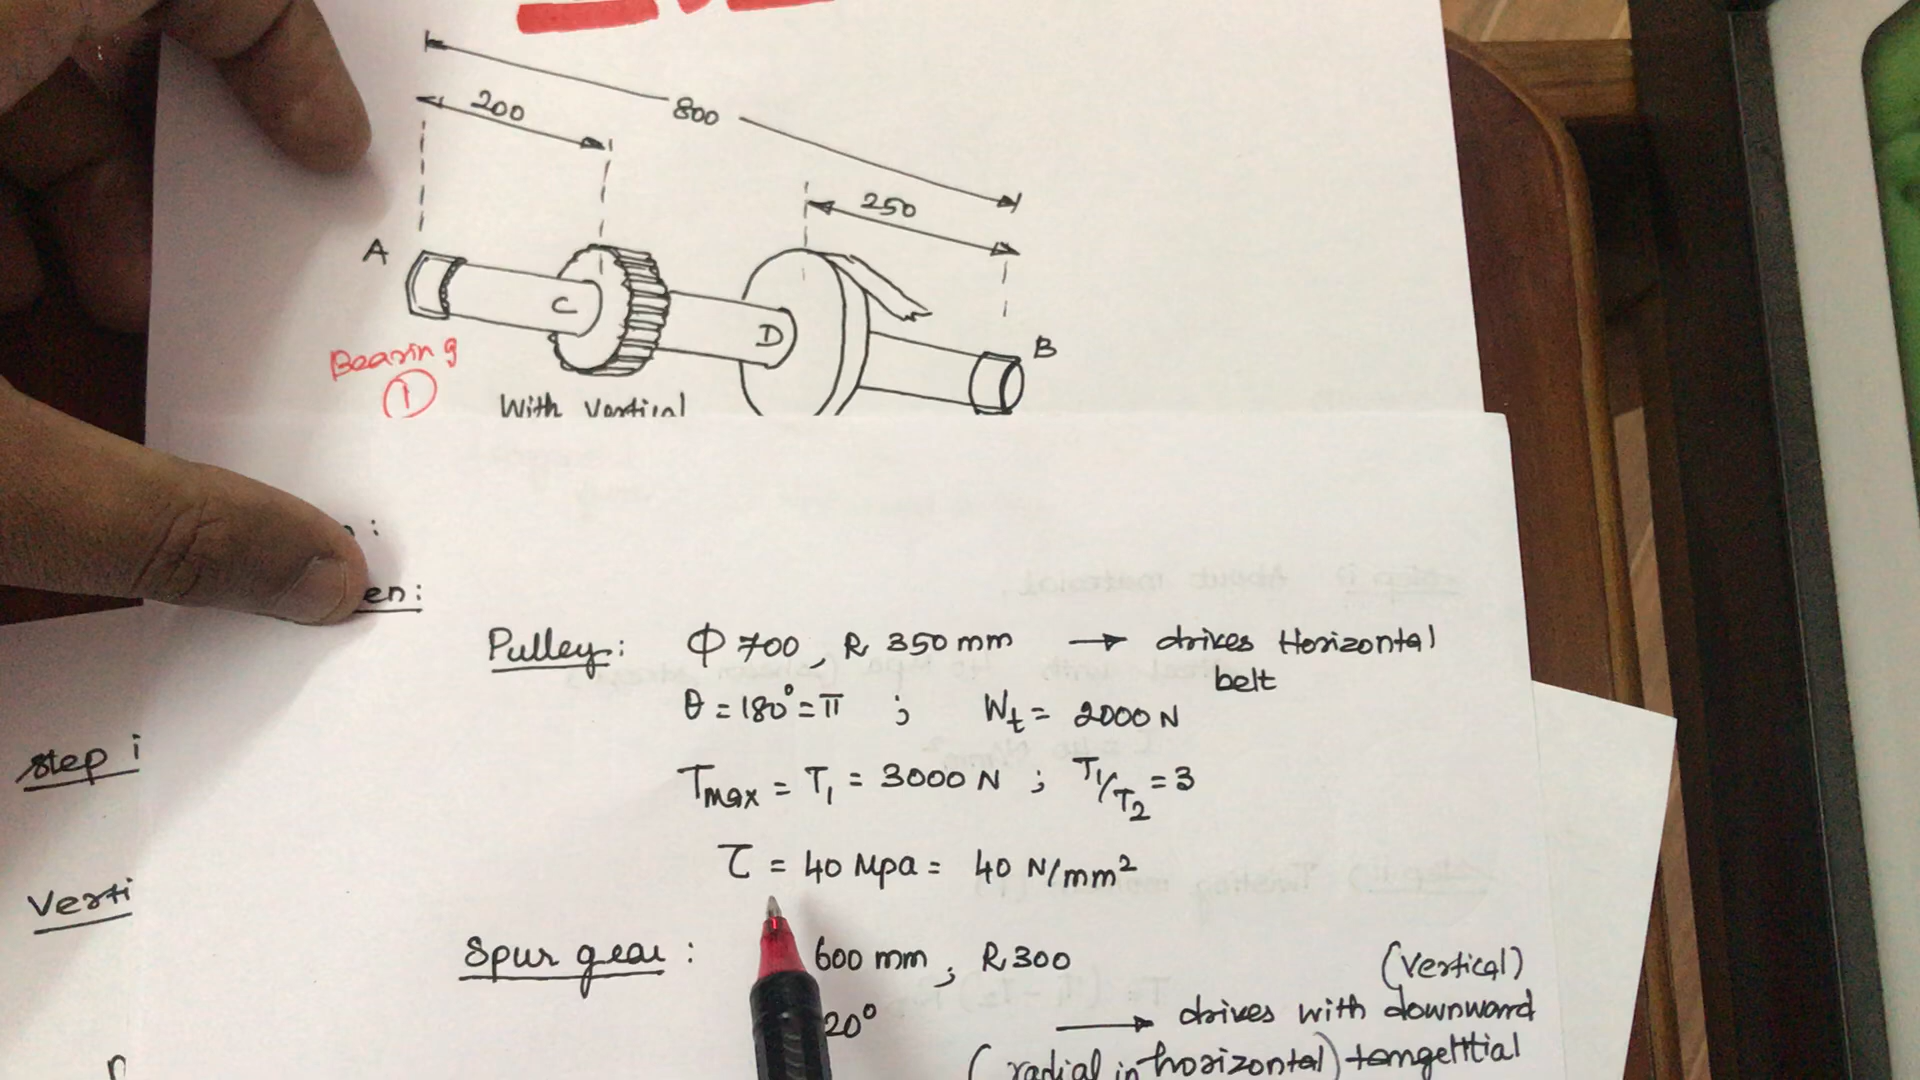 800
200
250
A
C
D
B
Bearing
1
With Vertical
en:
Pulley: Φ 700, R 350 mm → drives Horizontal
belt
θ = 180° = π ; Wt = 2000 N
Tmax = T1 = 3000 N ; T1/T2 = 3
τ = 40 Mpa = 40 N/mm²
step i
Verti
Spur gear: 600 mm, R 300
(Vertical)
20° → drives with downward
(radial in horizontal) tamgetitial